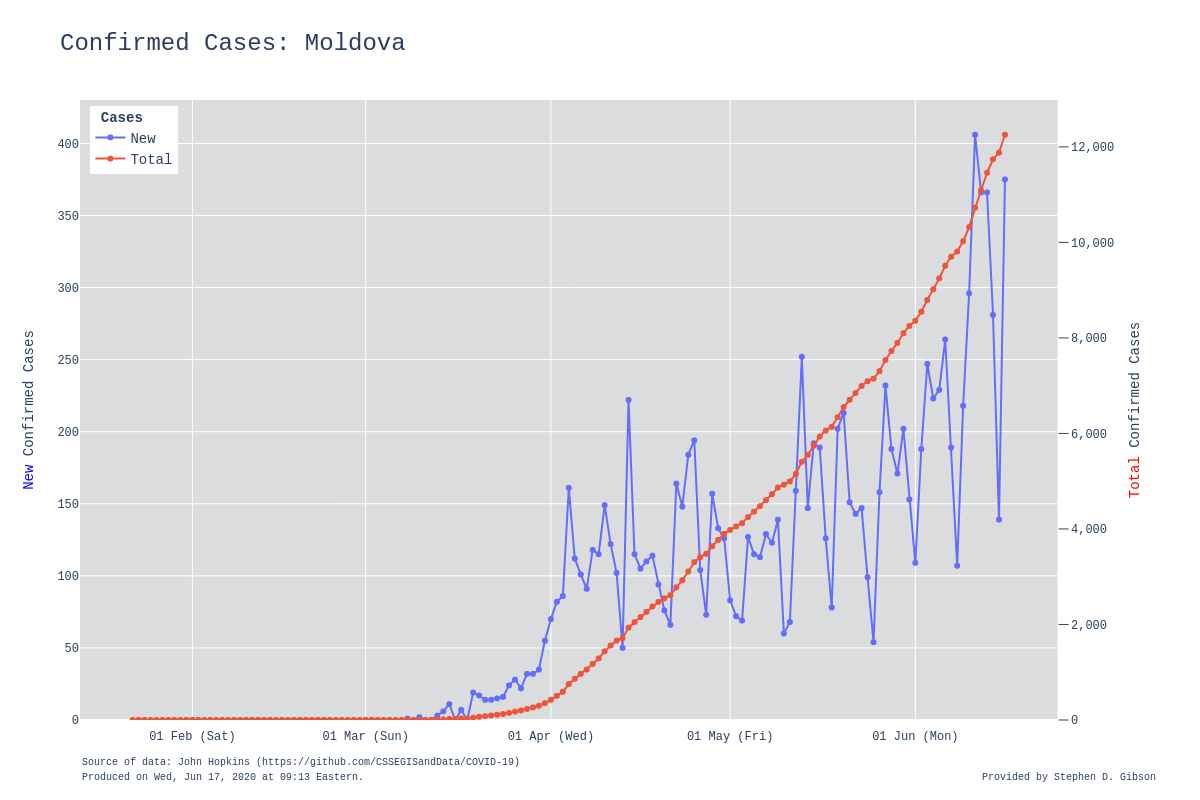 Confirmed Cases: Moldova
Cases
New
Total
400
350
300
250
200
150
100
50
0
12,000
10,000
8,000
6,000
4,000
2,000
0
New Confirmed Cases
Total Confirmed Cases
01 Feb (Sat)
01 Mar (Sun)
01 Apr (Wed)
01 May (Fri)
01 Jun (Mon)
Source of data: John Hopkins (https://github.com/CSSEGISandData/COVID-19)
Produced on Wed, Jun 17, 2020 at 09:13 Eastern.
Provided by Stephen D. Gibson